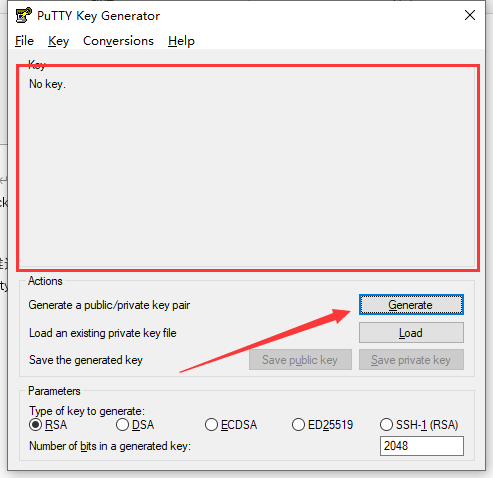 PuTTY Key Generator
File Key Conversions Help
Key
No key.
Actions
Generate a public/private key pair
Generate
Load an existing private key file
Load
Save the generated key
Save public key
Save private key
Parameters
Type of key to generate:
RSA DSA ECDSA ED25519 SSH-1 (RSA)
Number of bits in a generated key:
2048